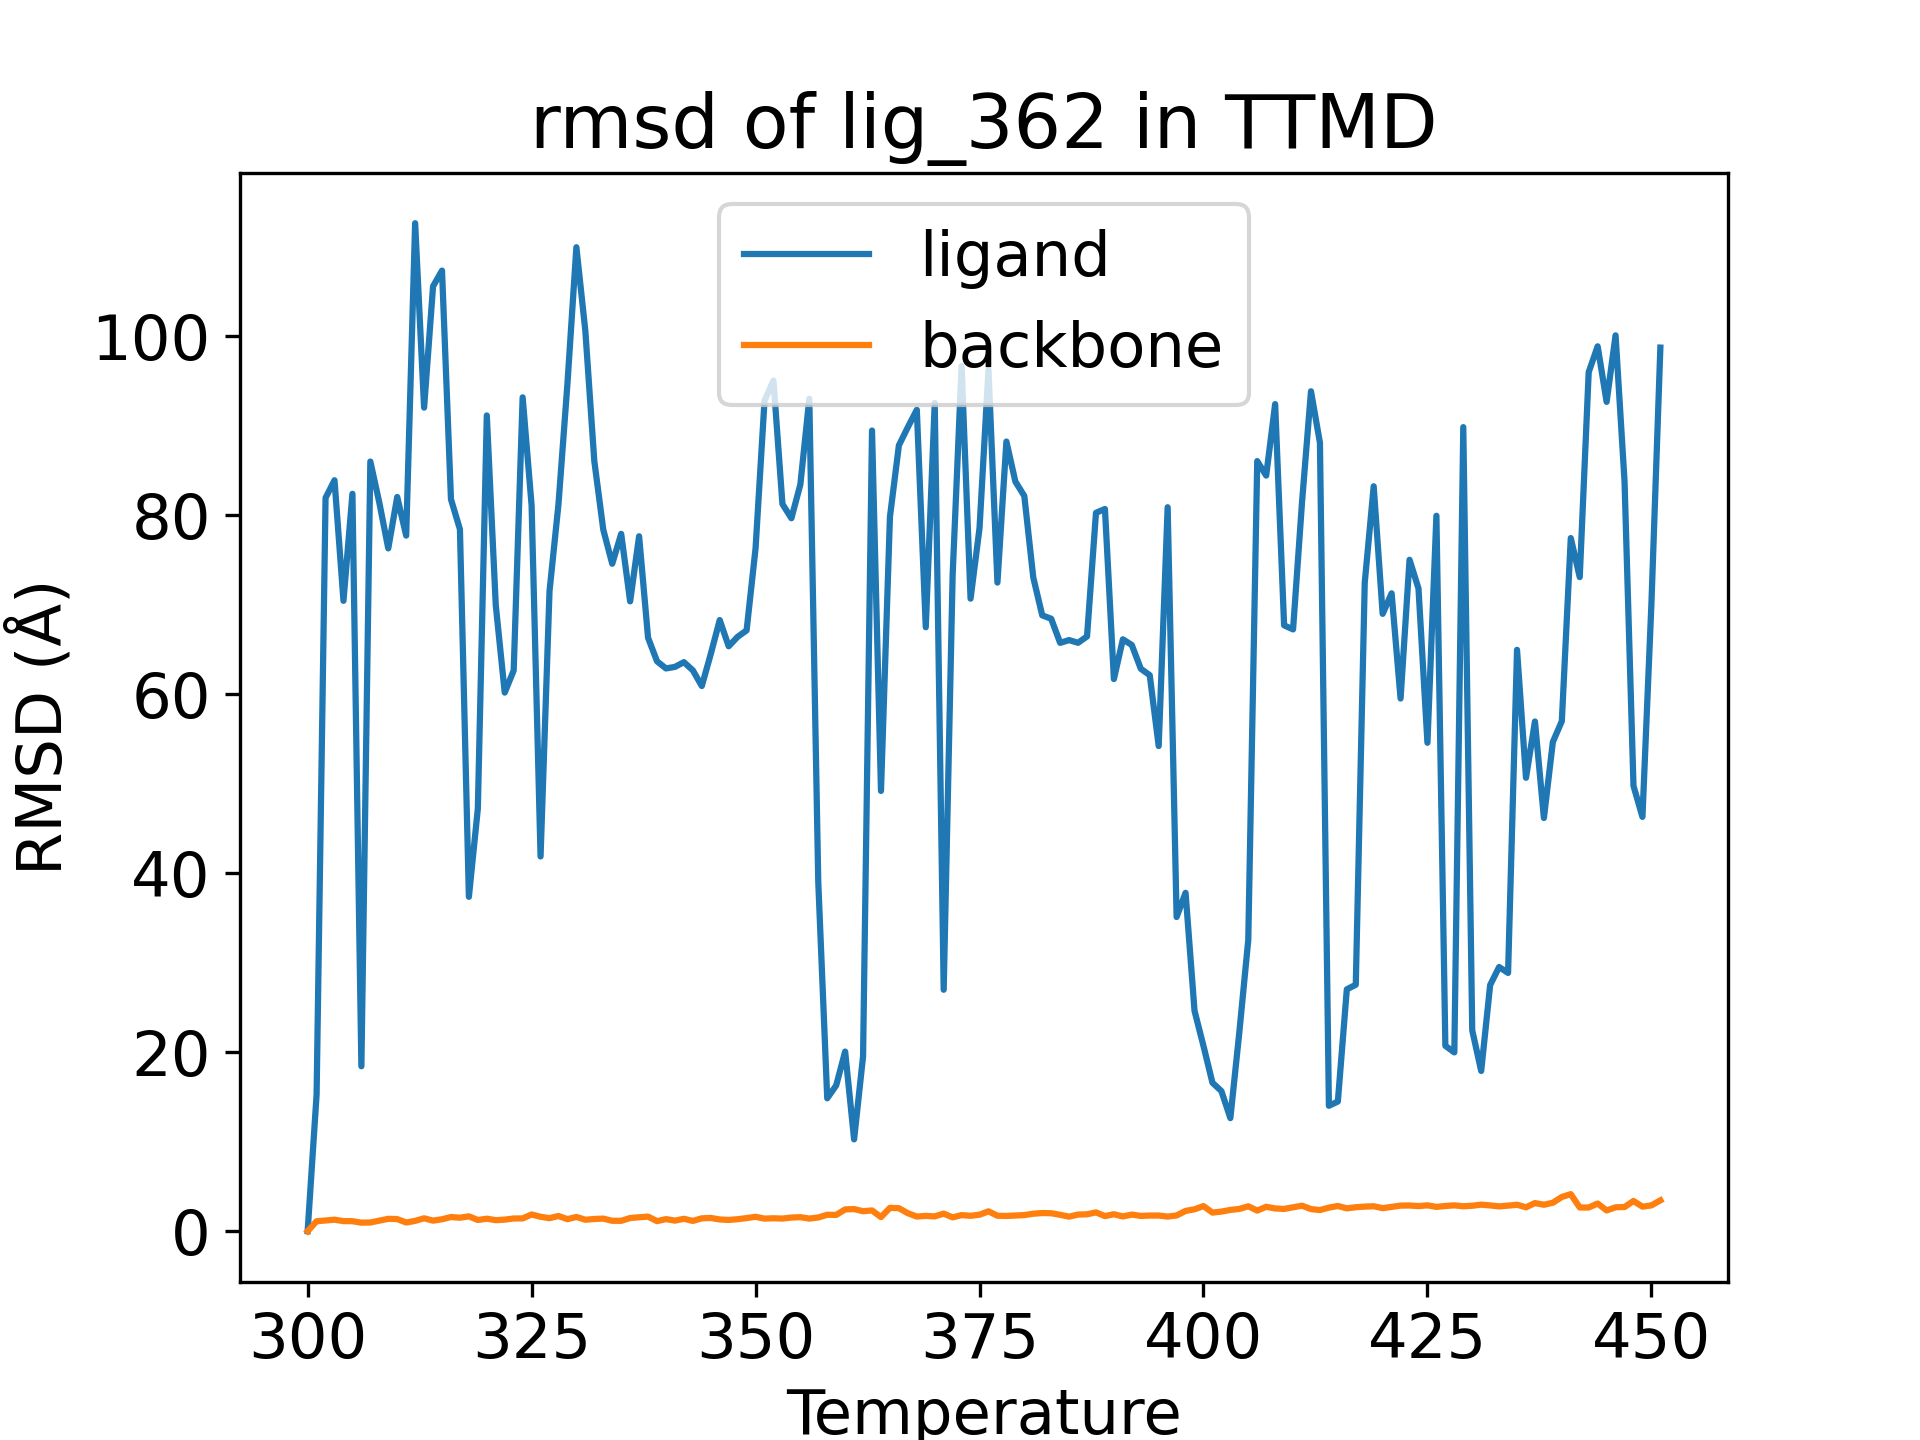 rmsd of lig_362 in TTMD
ligand
backbone
RMSD (Å)
100
80
60
40
20
0
300 325 350 375 400 425 450
Temperature